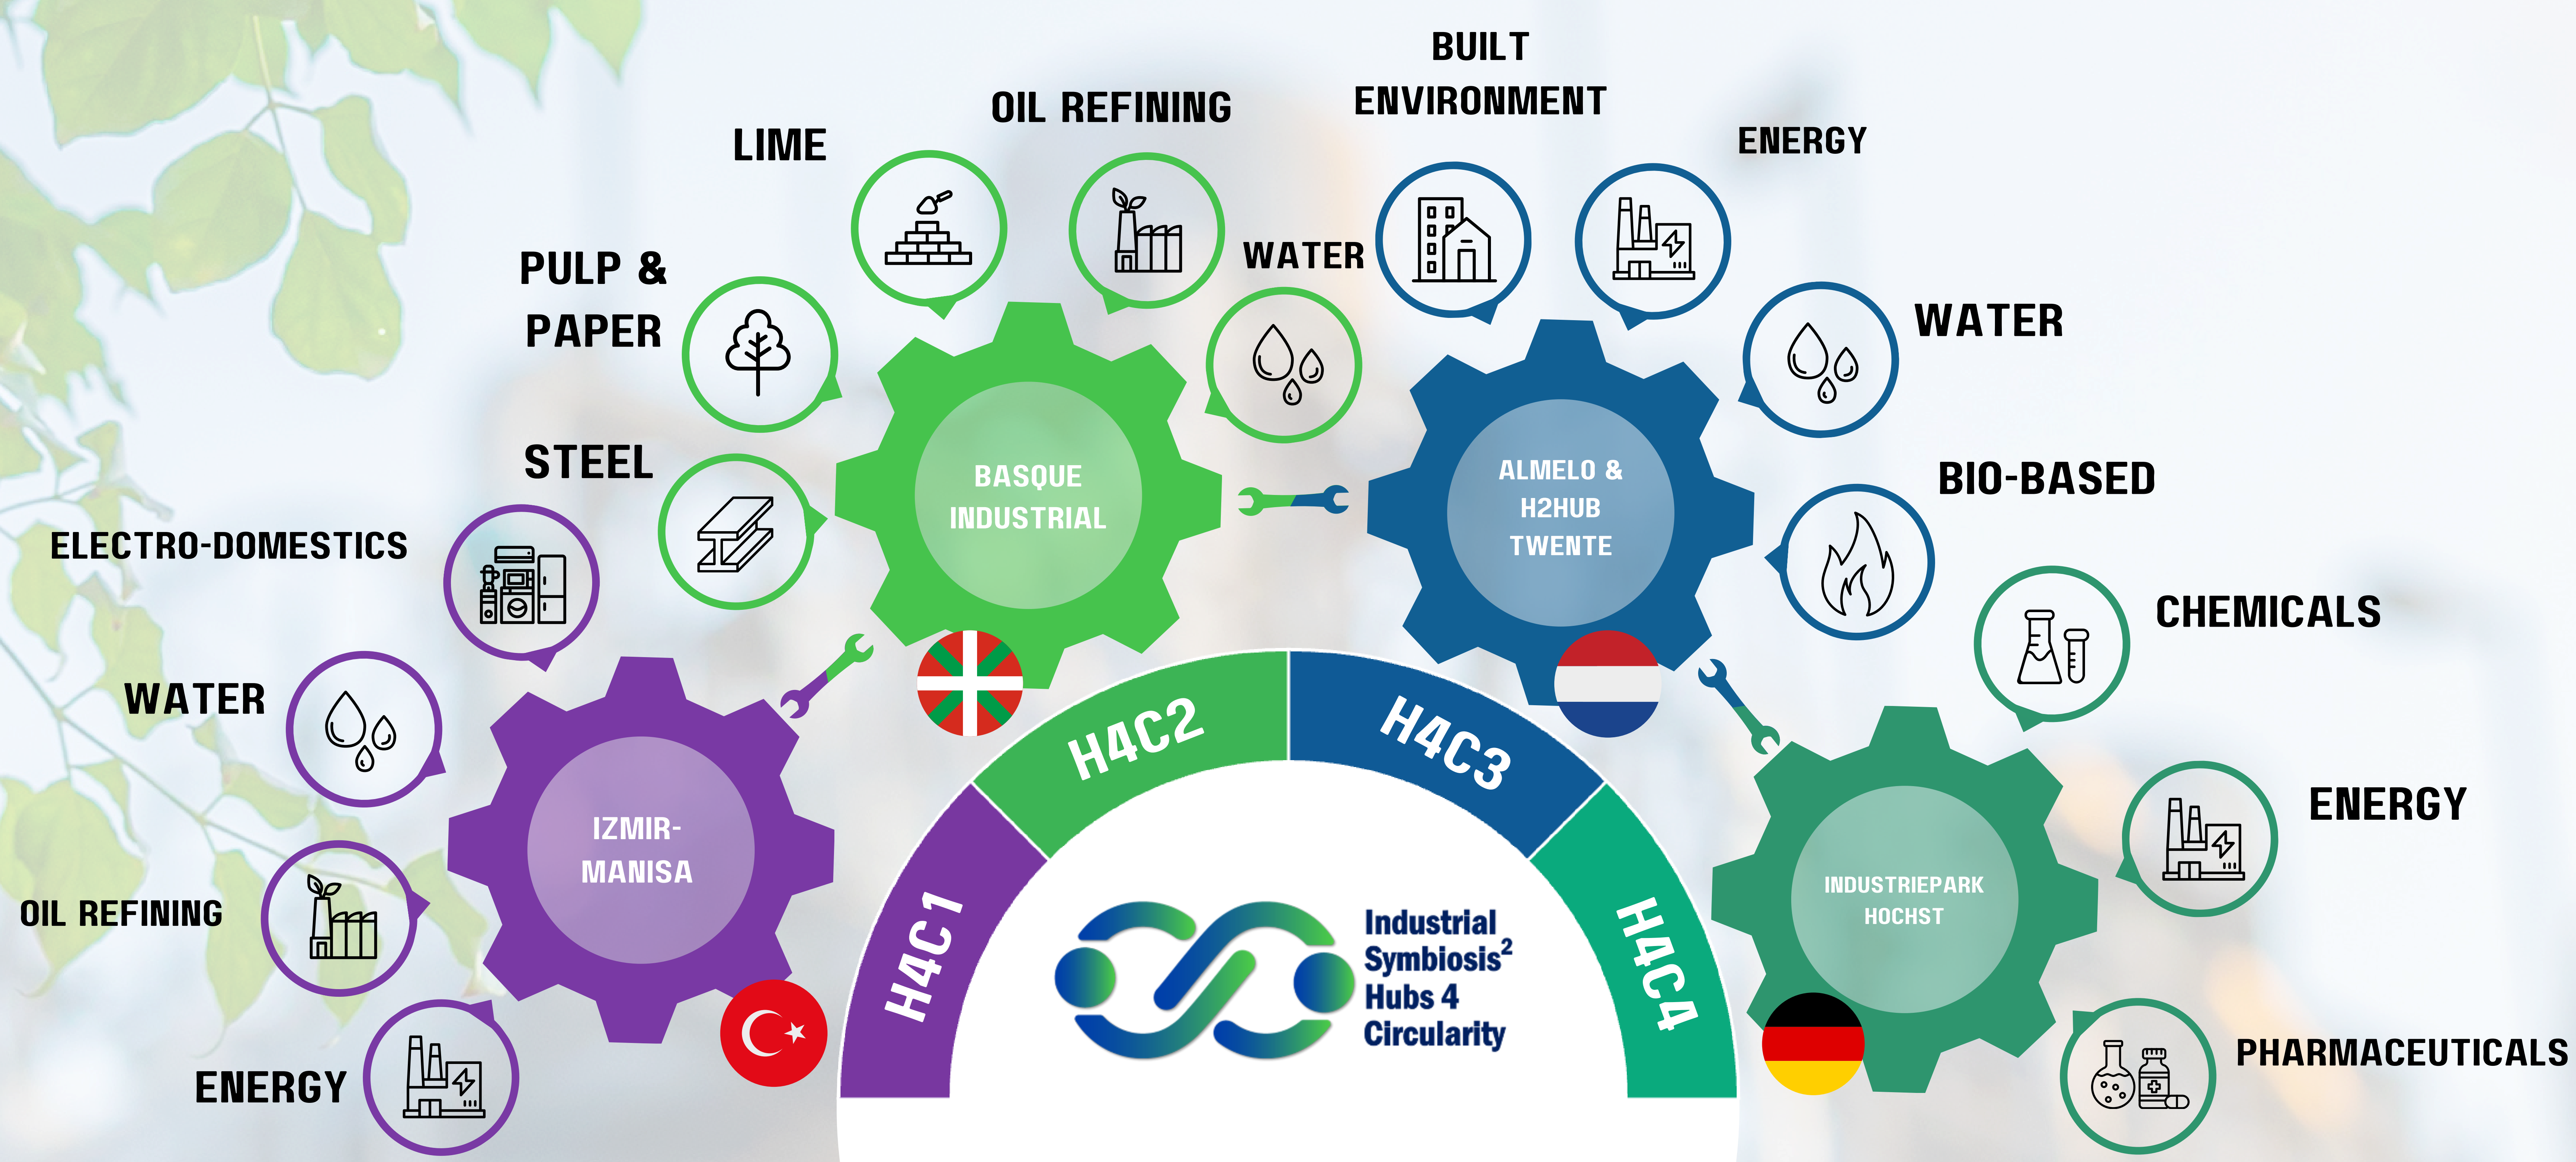 BUILT
ENVIRONMENT
OIL REFINING
LIME
ENERGY
WATER
PULP &
PAPER
WATER
STEEL
BIO-BASED
BASQUE
INDUSTRIAL
ALMELO &
H2HUB
TWENTE
ELECTRO-DOMESTICS
CHEMICALS
WATER
H4C2
H4C3
ENERGY
IZMIR-
MANISA
INDUSTRIEPARK
HOCHST
OIL REFINING
H4C1
H4C4
Industrial
Symbiosis²
Hubs 4
Circularity
PHARMACEUTICALS
ENERGY